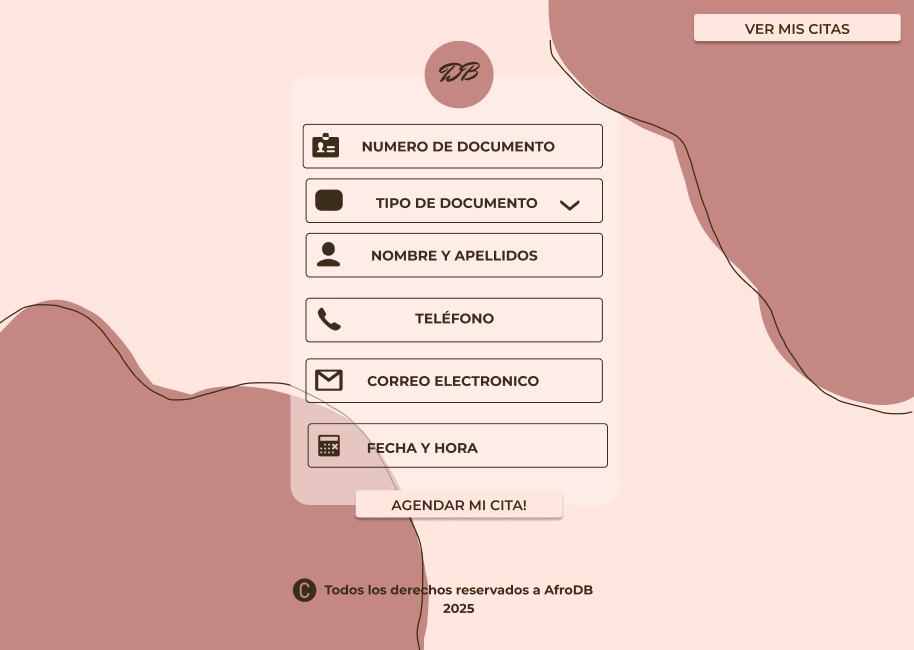 VER MIS CITAS
DB
NUMERO DE DOCUMENTO
TIPO DE DOCUMENTO
NOMBRE Y APELLIDOS
TELÉFONO
CORREO ELECTRONICO
FECHA Y HORA
AGENDAR MI CITA!
C Todos los derechos reservados a AfroDB
2025